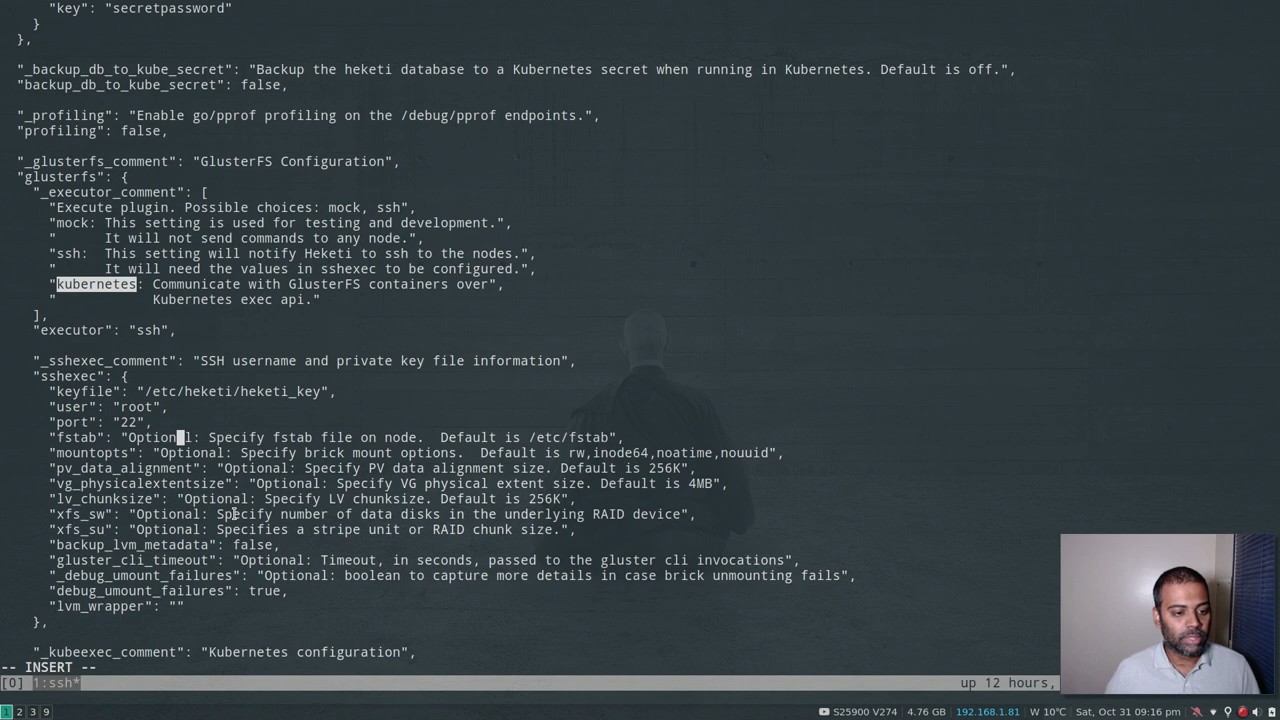 "key": "secretpassword"
}
},
"_backup_db_to_kube_secret": "Backup the heketi database to a Kubernetes secret when running in Kubernetes. Default is off.",
"backup_db_to_kube_secret": false,
"_profiling": "Enable go/pprof profiling on the /debug/pprof endpoints.",
"profiling": false,
"_glusterfs_comment": "GlusterFS Configuration",
"glusterfs": {
"_executor_comment": [
"Execute plugin. Possible choices: mock, ssh",
"mock: This setting is used for testing and development.",
"      It will not send commands to any node.",
"ssh:  This setting will notify Heketi to ssh to the nodes.",
"      It will need the values in sshexec to be configured.",
"kubernetes: Communicate with GlusterFS containers over",
"            Kubernetes exec api."
],
"executor": "ssh",
"_sshexec_comment": "SSH username and private key file information",
"sshexec": {
"keyfile": "/etc/heketi/heketi_key",
"user": "root",
"port": "22",
"fstab": "Optional: Specify fstab file on node.  Default is /etc/fstab",
"mountopts": "Optional: Specify brick mount options.  Default is rw,inode64,noatime,nouuid",
"pv_data_alignment": "Optional: Specify PV data alignment size. Default is 256K",
"vg_physicalextentsize": "Optional: Specify VG physical extent size. Default is 4MB",
"lv_chunksize": "Optional: Specify LV chunksize. Default is 256K",
"xfs_sw": "Optional: Specify number of data disks in the underlying RAID device",
"xfs_su": "Optional: Specifies a stripe unit or RAID chunk size.",
"backup_lvm_metadata": false,
"gluster_cli_timeout": "Optional: Timeout, in seconds, passed to the gluster cli invocations",
"_debug_umount_failures": "Optional: boolean to capture more details in case brick unmounting fails",
"debug_umount_failures": true,
"lvm_wrapper": ""
},
"_kubeexec_comment": "Kubernetes configuration",
-- INSERT --
[0] 1:ssh* up 12 hours,
1 2 3 9 S25900 V274 | 4.76 GB | 192.168.1.81 | W 10°C | Sat, Oct 31 09:16 pm